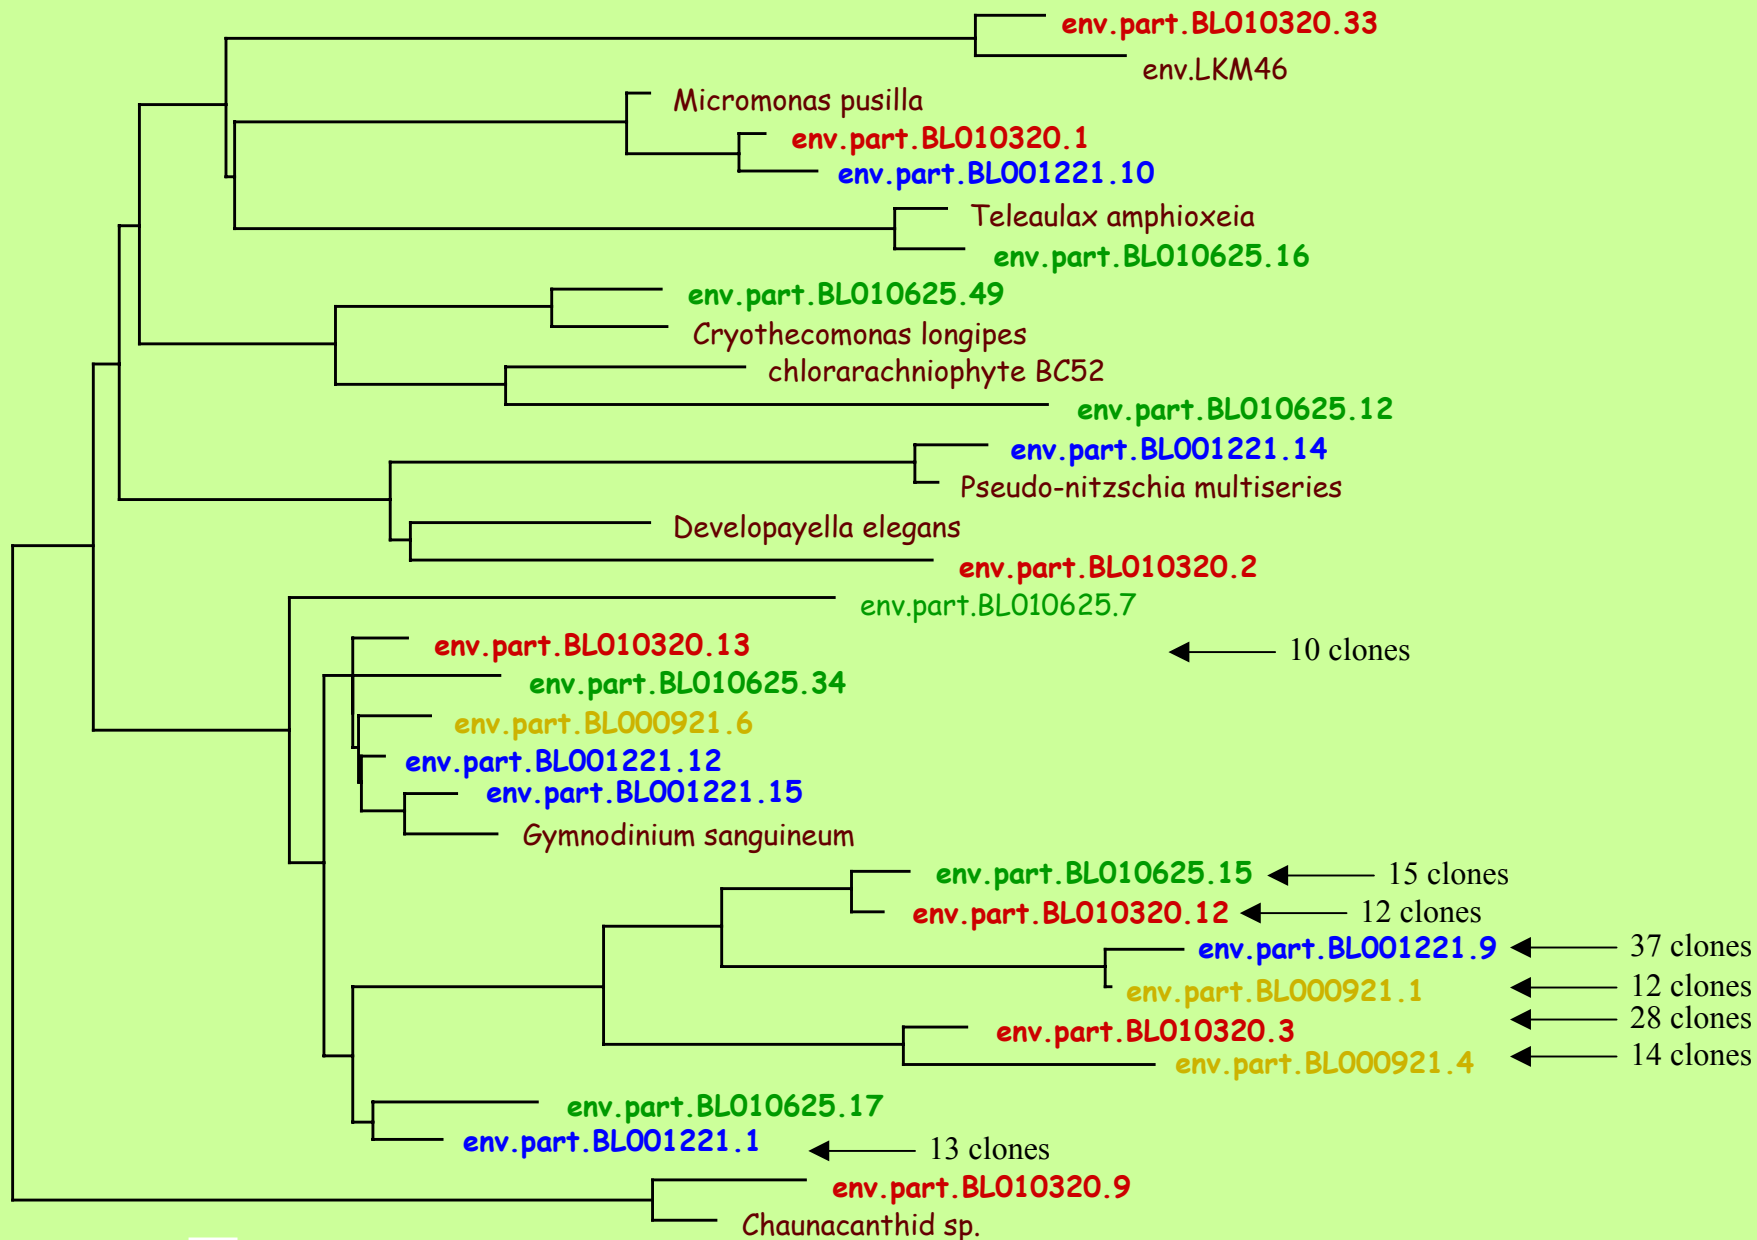 env.part.BL010320.33
env.LKM46
Micromonas pusilla
env.part.BL010320.1
env.part.BL001221.10
Teleaulax amphioxeia
env.part.BL010625.16
env.part.BL010625.49
Cryothecomonas longipes
chlorarachniophyte BC52
env.part.BL010625.12
env.part.BL001221.14
Pseudo-nitzschia multiseries
Developayella elegans
env.part.BL010320.2
env.part.BL010625.7
env.part.BL010320.13 10 clones
env.part.BL010625.34
env.part.BL000921.6
env.part.BL001221.12
env.part.BL001221.15
Gymnodinium sanguineum
env.part.BL010625.15 15 clones
env.part.BL010320.12 12 clones
env.part.BL001221.9 37 clones
env.part.BL000921.1 12 clones
env.part.BL010320.3 28 clones
env.part.BL000921.4 14 clones
env.part.BL010625.17
env.part.BL001221.1 13 clones
env.part.BL010320.9
Chaunacanthid sp.